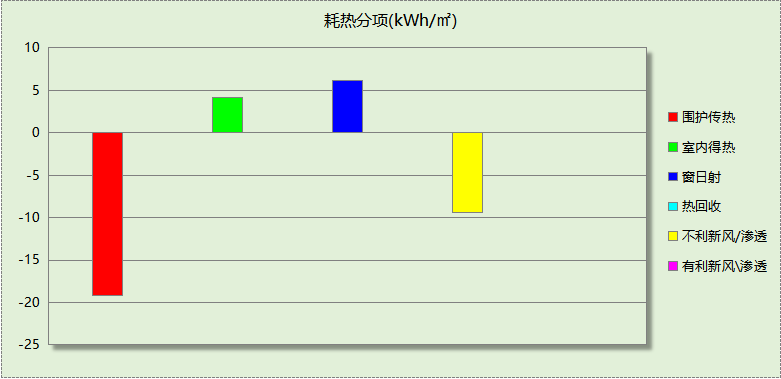 耗热分项(kWh/㎡)
10
5
0
-5
-10
-15
-20
-25
围护传热
室内得热
窗日射
热回收
不利新风/渗透
有利新风\渗透